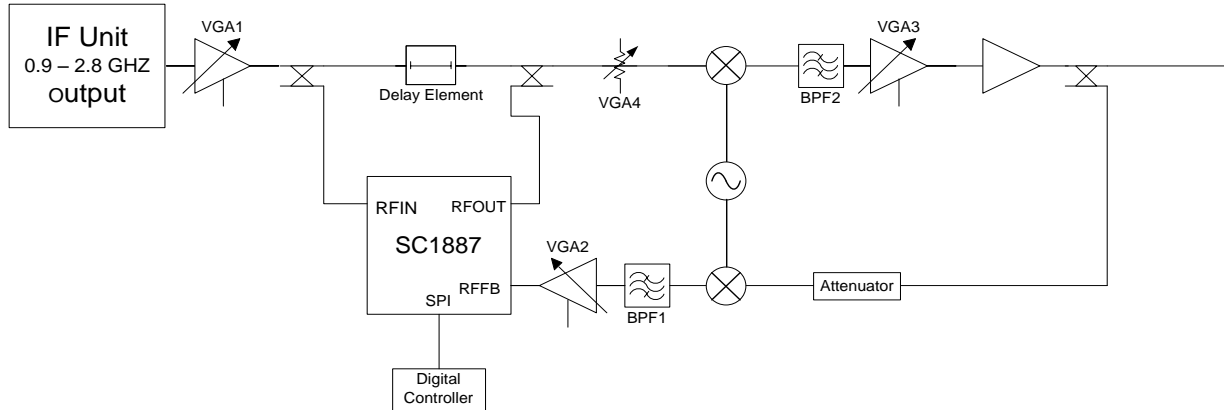 IF Unit
0.9 – 2.8 GHZ
output
VGA1
Delay Element
VGA4
BPF2
VGA3
RFIN
RFOUT
SC1887
RFFB
SPI
VGA2
BPF1
Attenuator
Digital
Controller